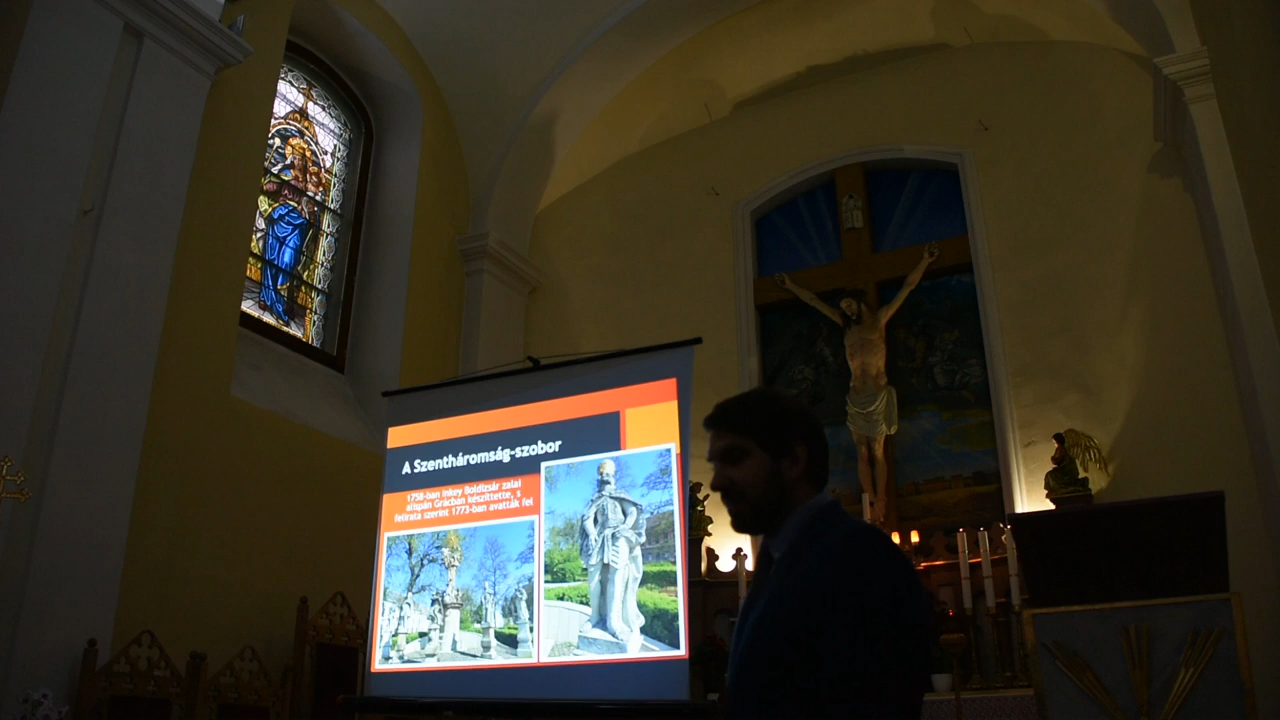 A Szentháromság-szobor
1758-ban Inkey Boldizsár zalai
alispán Grácban készíttette, s
felirata szerint 1773-ban avatták fel